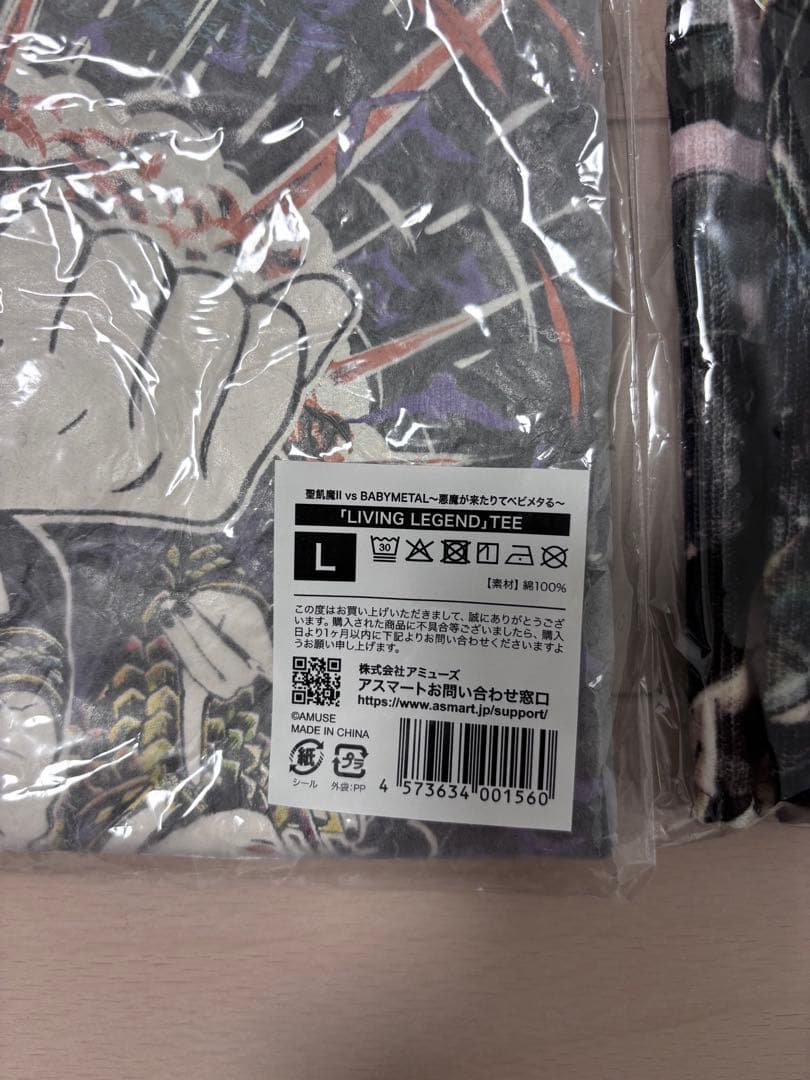 聖飢魔II vs BABYMETAL〜悪魔が来たりてベビメタる〜
「LIVING LEGEND」TEE
L
30
【素材】綿100%
この度はお買い上げいただきまして、誠にありがとうござ
います。購入された商品に不具合等ございましたら、購入
日より1ヶ月以内に下記よりお問い合わせくださいますよ
うお願い申し上げます。
株式会社アミューズ
アスマートお問い合わせ窓口
https://www.asmart.jp/support/
©AMUSE
MADE IN CHINA
紙
シール
プラ
外袋:PP
4 573634 001560